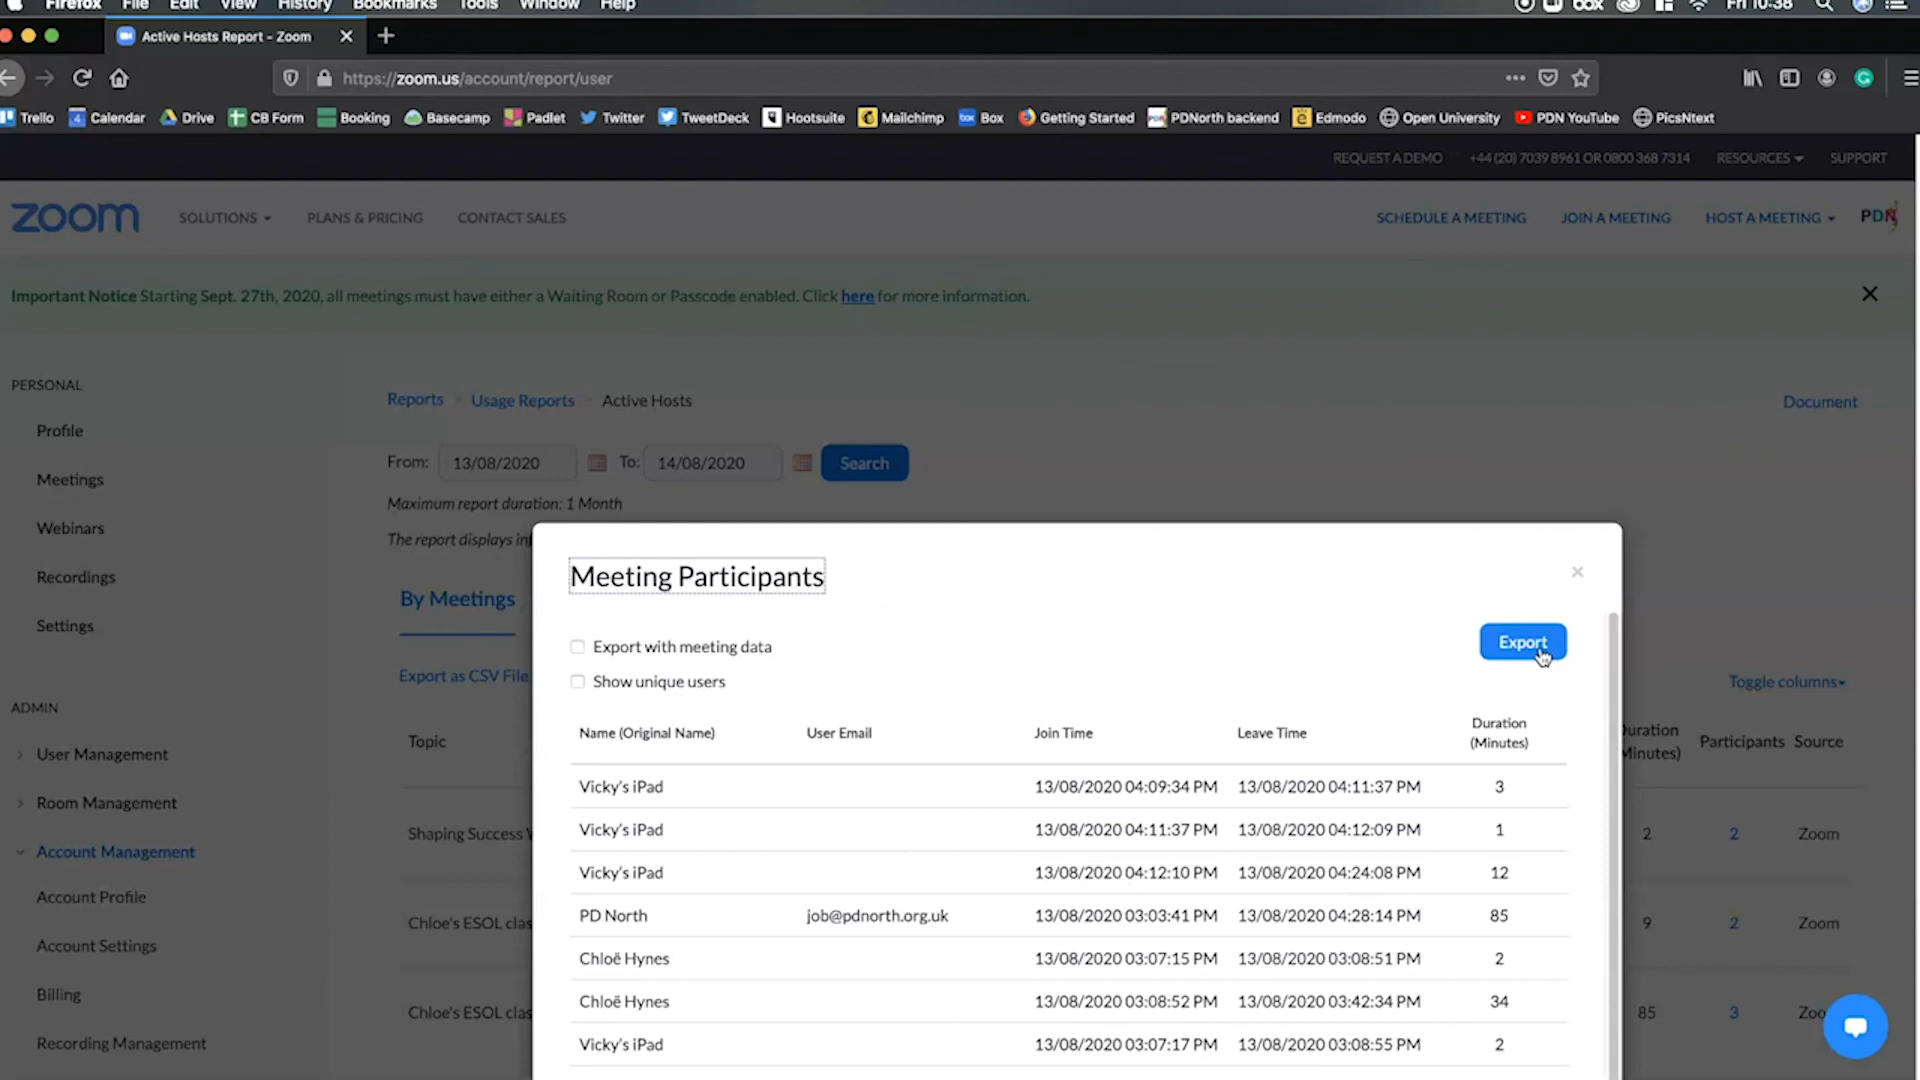 Firefox File Edit View History Bookmarks Tools Window Help box Fri 10:38
Active Hosts Report - Zoom
https://zoom.us/account/report/user
Trello Calendar Drive CB Form Booking Basecamp Padlet Twitter TweetDeck Hootsuite Mailchimp Box Getting Started PDNorth backend Edmodo Open University PDN YouTube PicsNtext
REQUEST A DEMO +44 (20) 7039 8961 OR 0800 368 7314 RESOURCES SUPPORT
zoom SOLUTIONS PLANS & PRICING CONTACT SALES SCHEDULE A MEETING JOIN A MEETING HOST A MEETING PDN
Important Notice Starting Sept. 27th, 2020, all meetings must have either a Waiting Room or Passcode enabled. Click here for more information.
PERSONAL
Profile
Meetings
Webinars
Recordings
Settings
ADMIN
User Management
Room Management
Account Management
Account Profile
Account Settings
Billing
Recording Management
Reports Usage Reports Active Hosts Document
From: 13/08/2020 To: 14/08/2020 Search
Maximum report duration: 1 Month
The report displays
By Meetings
Export as CSV File Toggle columns
Topic Duration (Minutes) Participants Source
Shaping Success 2 2 Zoom
Chloe's ESOL clas 9 2 Zoom
Chloe's ESOL clas 85 3 Zoo
Meeting Participants
Export with meeting data Export
Show unique users
Name (Original Name) User Email Join Time Leave Time Duration (Minutes)
Vicky's iPad 13/08/2020 04:09:34 PM 13/08/2020 04:11:37 PM 3
Vicky's iPad 13/08/2020 04:11:37 PM 13/08/2020 04:12:09 PM 1
Vicky's iPad 13/08/2020 04:12:10 PM 13/08/2020 04:24:08 PM 12
PD North job@pdnorth.org.uk 13/08/2020 03:03:41 PM 13/08/2020 04:28:14 PM 85
Chloë Hynes 13/08/2020 03:07:15 PM 13/08/2020 03:08:51 PM 2
Chloë Hynes 13/08/2020 03:08:52 PM 13/08/2020 03:42:34 PM 34
Vicky's iPad 13/08/2020 03:07:17 PM 13/08/2020 03:08:55 PM 2